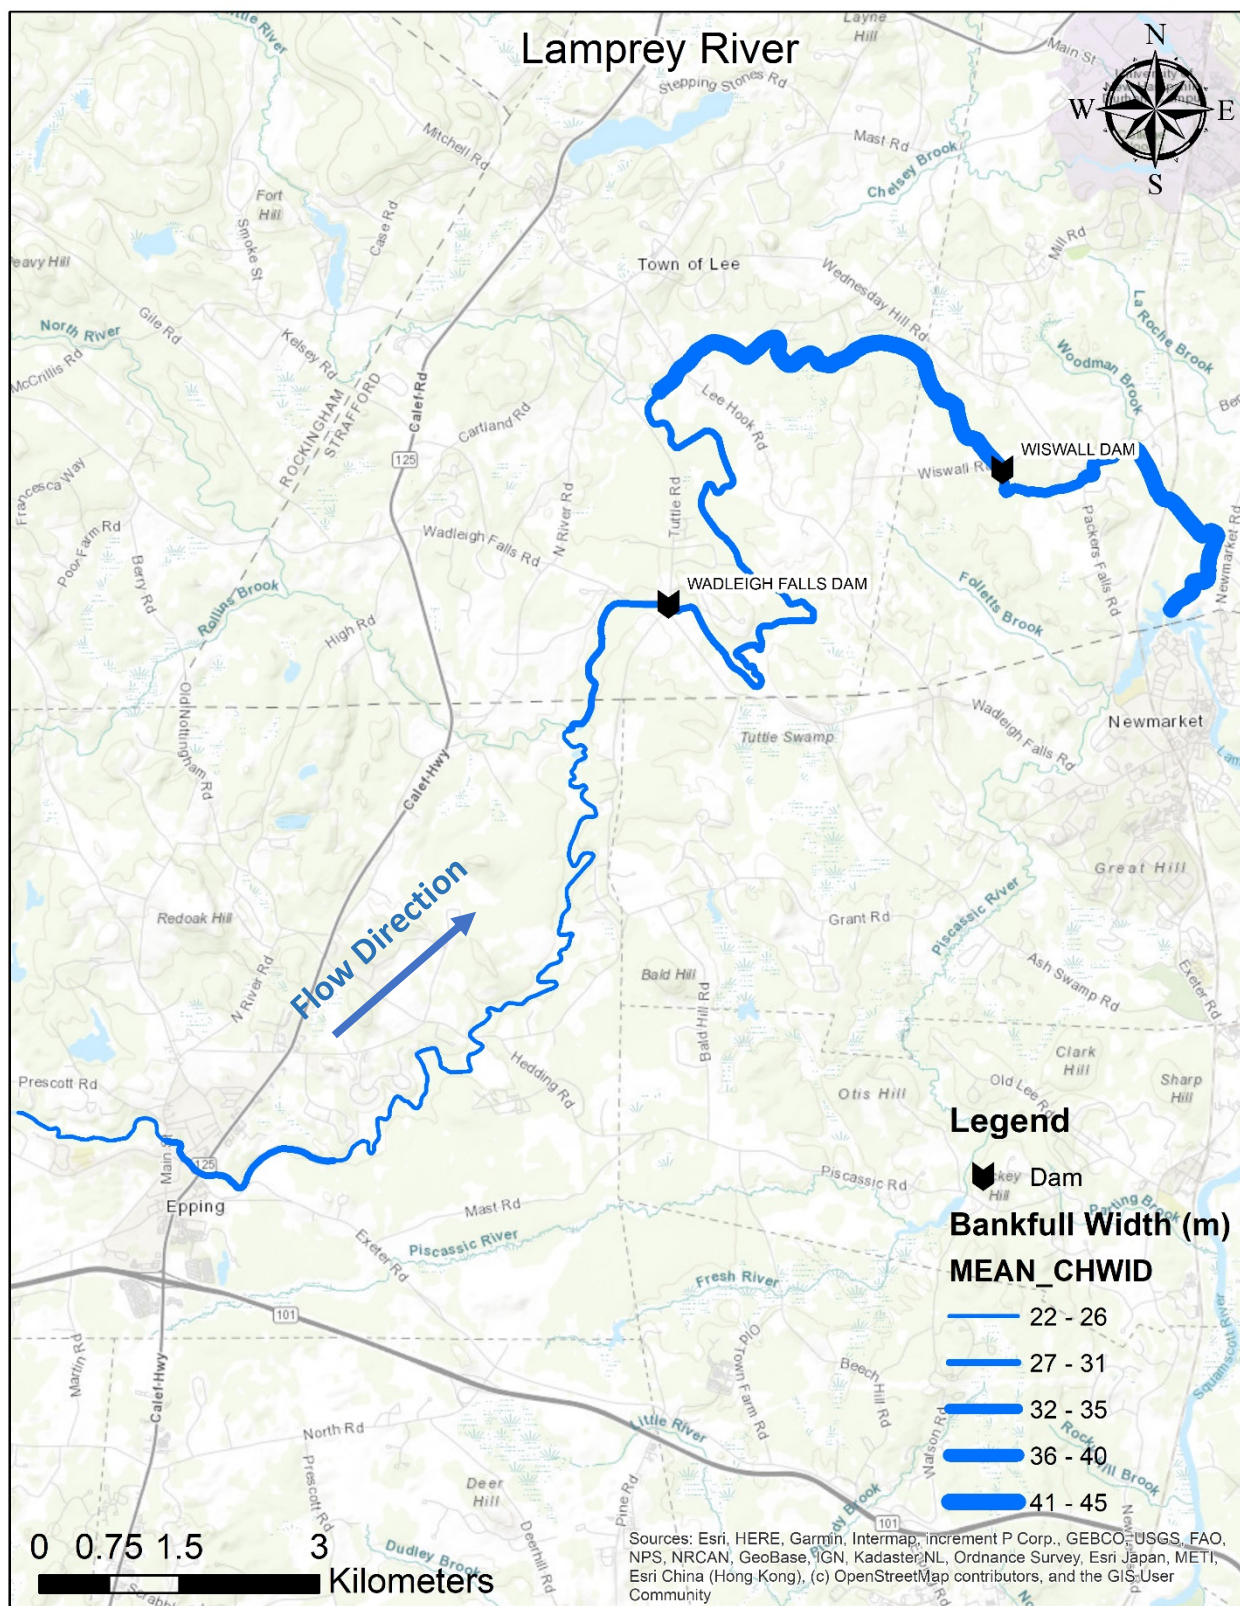 Lamprey River
Little River
Layne
Hill
Main St
N
W
E
S
Stepping Stones Rd
Mitchell Rd
Mast Rd
Chelsey Brook
Fort
Hill
Smoke St
Case Rd
Mill Rd
Town of Lee
Wednesday Hill Rd
La Roche Brook
North River
Gile Rd
Kelsey Rd
McCrillis Rd
ROCKINGHAM
STRAFFORD
Calef-Rd
Woodman Brook
Lee Hook Rd
Cartland Rd
125
WISWALL DAM
Francesca Way
Wiswall
Poor Farm Rd
N River Rd
Tuttle Rd
Packers Falls Rd
Newmarket Rd
Wadleigh Falls Rd
Berry Rd
WADLEIGH FALLS DAM
Rollins Brook
High Rd
Folletts Brook
Old Nottingham Rd
Wadleigh Falls Rd
Newmarket
Tuttle Swamp
Calef-Hwy
Great Hill
Flow Direction
Redoak Hill
Grant Rd
Piscassic River
N River Rd
Bald Hill
Ash Swamp Rd
Exeter Rd
Bald Hill Rd
Clark
Hill
Prescott Rd
Hedding Rd
Otis Hill
Old Lee Rd
Sharp
Hill
Legend
Main St
125
Piscassic Rd
Dam
Hill
Epping
Mast Rd
Parting Brook
Bankfull Width (m)
Piscassic River
Exeter Rd
MEAN_CHWID
Fresh River
101
22 - 26
Squamscott River
Martin Rd
Old Town Farm Rd
27 - 31
Calef-Hwy
Beech Hill Rd
32 - 35
North Rd
Little River
Watson Rd
36 - 40
Prescott Rd
Deer
Hill
Pine Rd
41 - 45
101
0 0.75 1.5 3
Kilometers
Dudley Brook
Deerhill Rd
Sources: Esri, HERE, Garmin, Intermap, increment P Corp., GEBCO, USGS, FAO,
NPS, NRCAN, GeoBase, IGN, Kadaster NL, Ordnance Survey, Esri Japan, METI,
Esri China (Hong Kong), (c) OpenStreetMap contributors, and the GIS User
Community